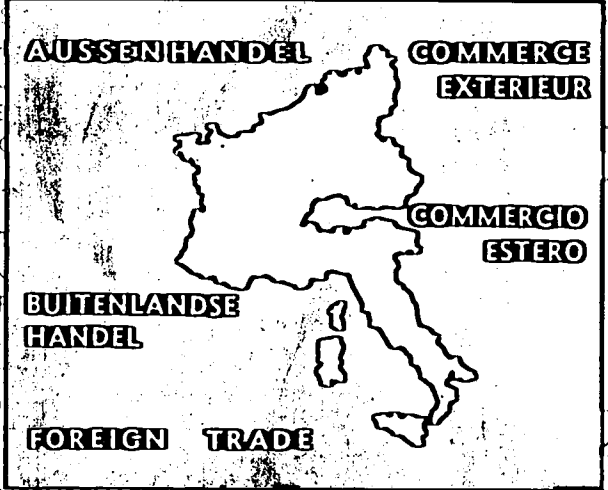 AUSSENHANDEL
COMMERCE
EXTERIEUR
COMMERCIO
ESTERO
BUITENLANDSE
HANDEL
FOREIGN TRADE